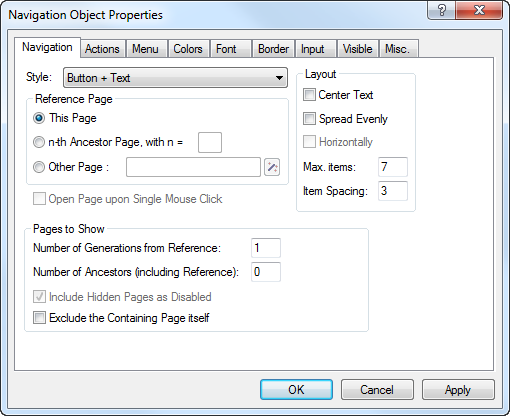 Navigation Object Properties
?
Navigation Actions Menu Colors Font Border Input Visible Misc.
Style: Button + Text
Layout
Center Text
Spread Evenly
Horizontally
Max. items: 7
Item Spacing: 3
Reference Page
This Page
n-th Ancestor Page, with n =
Other Page :
Open Page upon Single Mouse Click
Pages to Show
Number of Generations from Reference: 1
Number of Ancestors (including Reference): 0
Include Hidden Pages as Disabled
Exclude the Containing Page itself
OK Cancel Apply